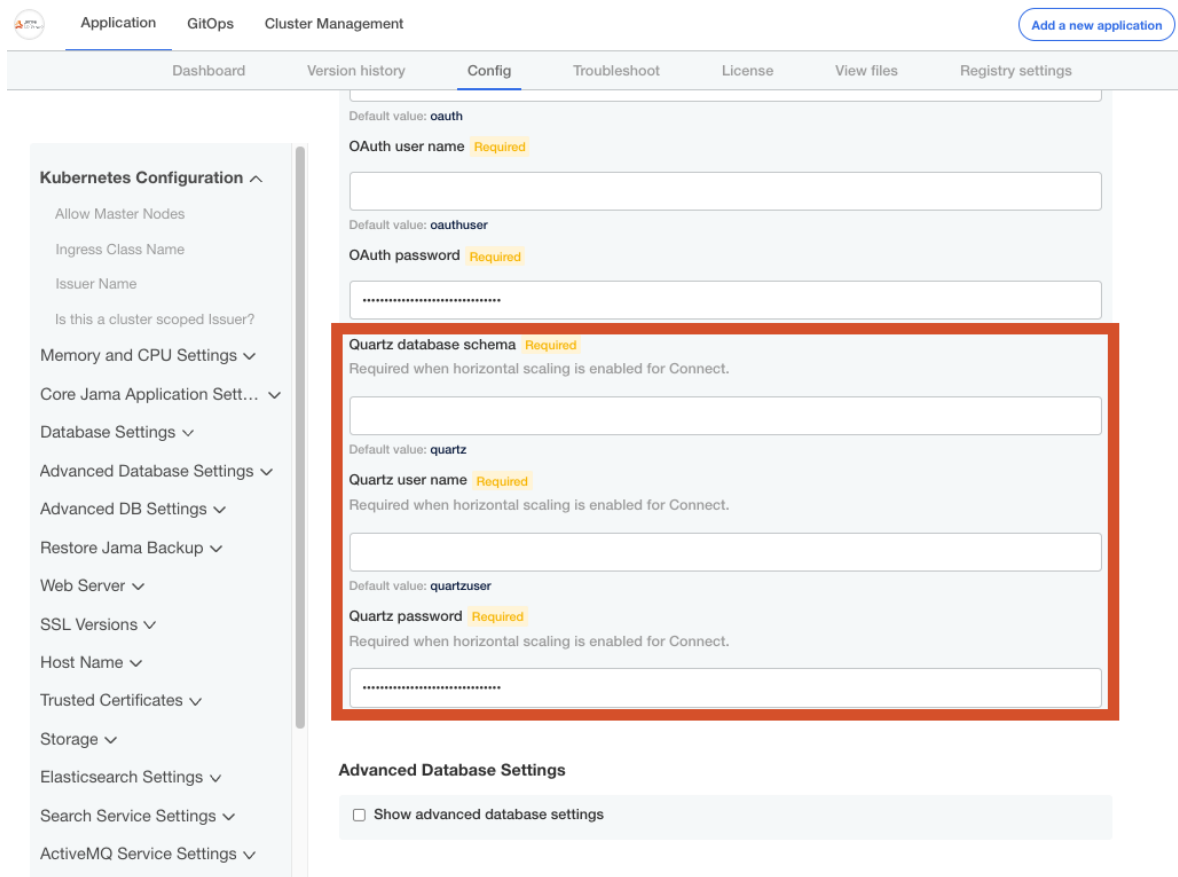 Application
GitOps
Cluster Management
Add a new application
Dashboard
Version history
Config
Troubleshoot
License
View files
Registry settings
Kubernetes Configuration
Allow Master Nodes
Ingress Class Name
Issuer Name
Is this a cluster scoped Issuer?
Memory and CPU Settings
Core Jama Application Sett...
Database Settings
Advanced Database Settings
Advanced DB Settings
Restore Jama Backup
Web Server
SSL Versions
Host Name
Trusted Certificates
Storage
Elasticsearch Settings
Search Service Settings
ActiveMQ Service Settings
Default value: oauth
OAuth user name Required
Default value: oauthuser
OAuth password Required
Quartz database schema Required
Required when horizontal scaling is enabled for Connect.
Default value: quartz
Quartz user name Required
Required when horizontal scaling is enabled for Connect.
Default value: quartzuser
Quartz password Required
Required when horizontal scaling is enabled for Connect.
Advanced Database Settings
Show advanced database settings